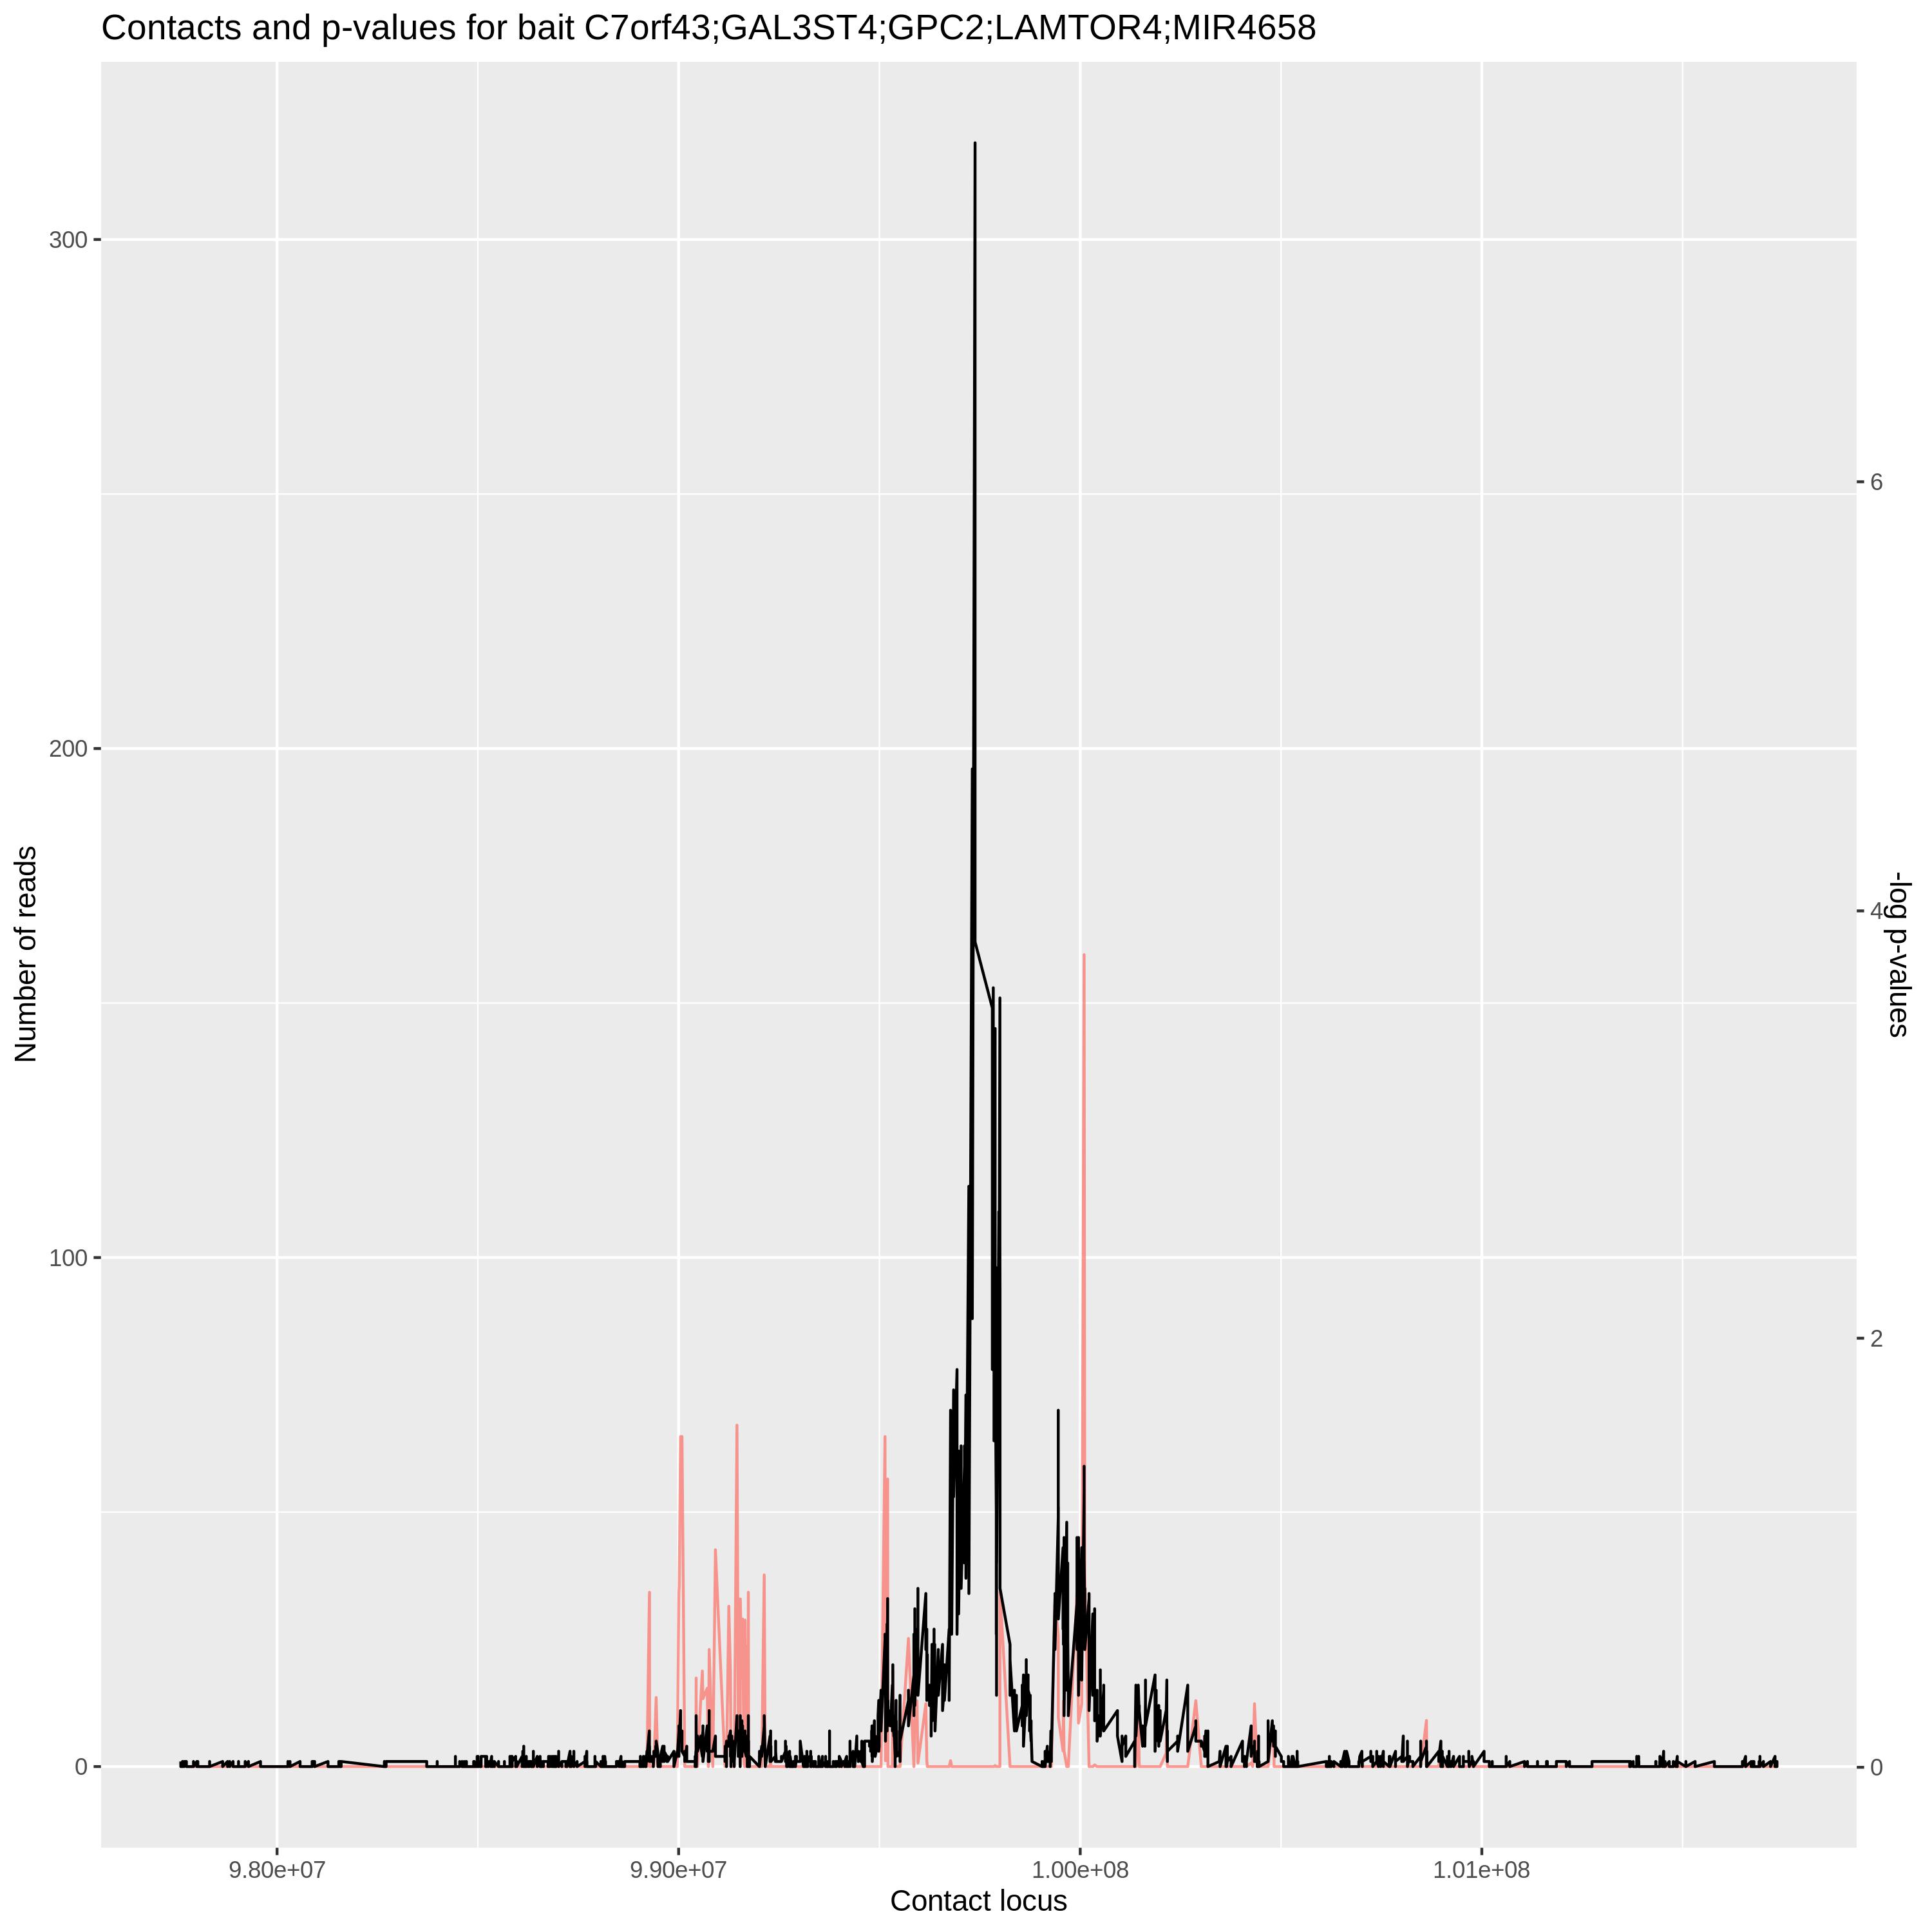 Contacts and p-values for bait C7orf43;GAL3ST4;GPC2;LAMTOR4;MIR4658
300
200
100
0
Number of reads
6
4
2
0
-log p-values
9.80e+07
9.90e+07
1.00e+08
1.01e+08
Contact locus